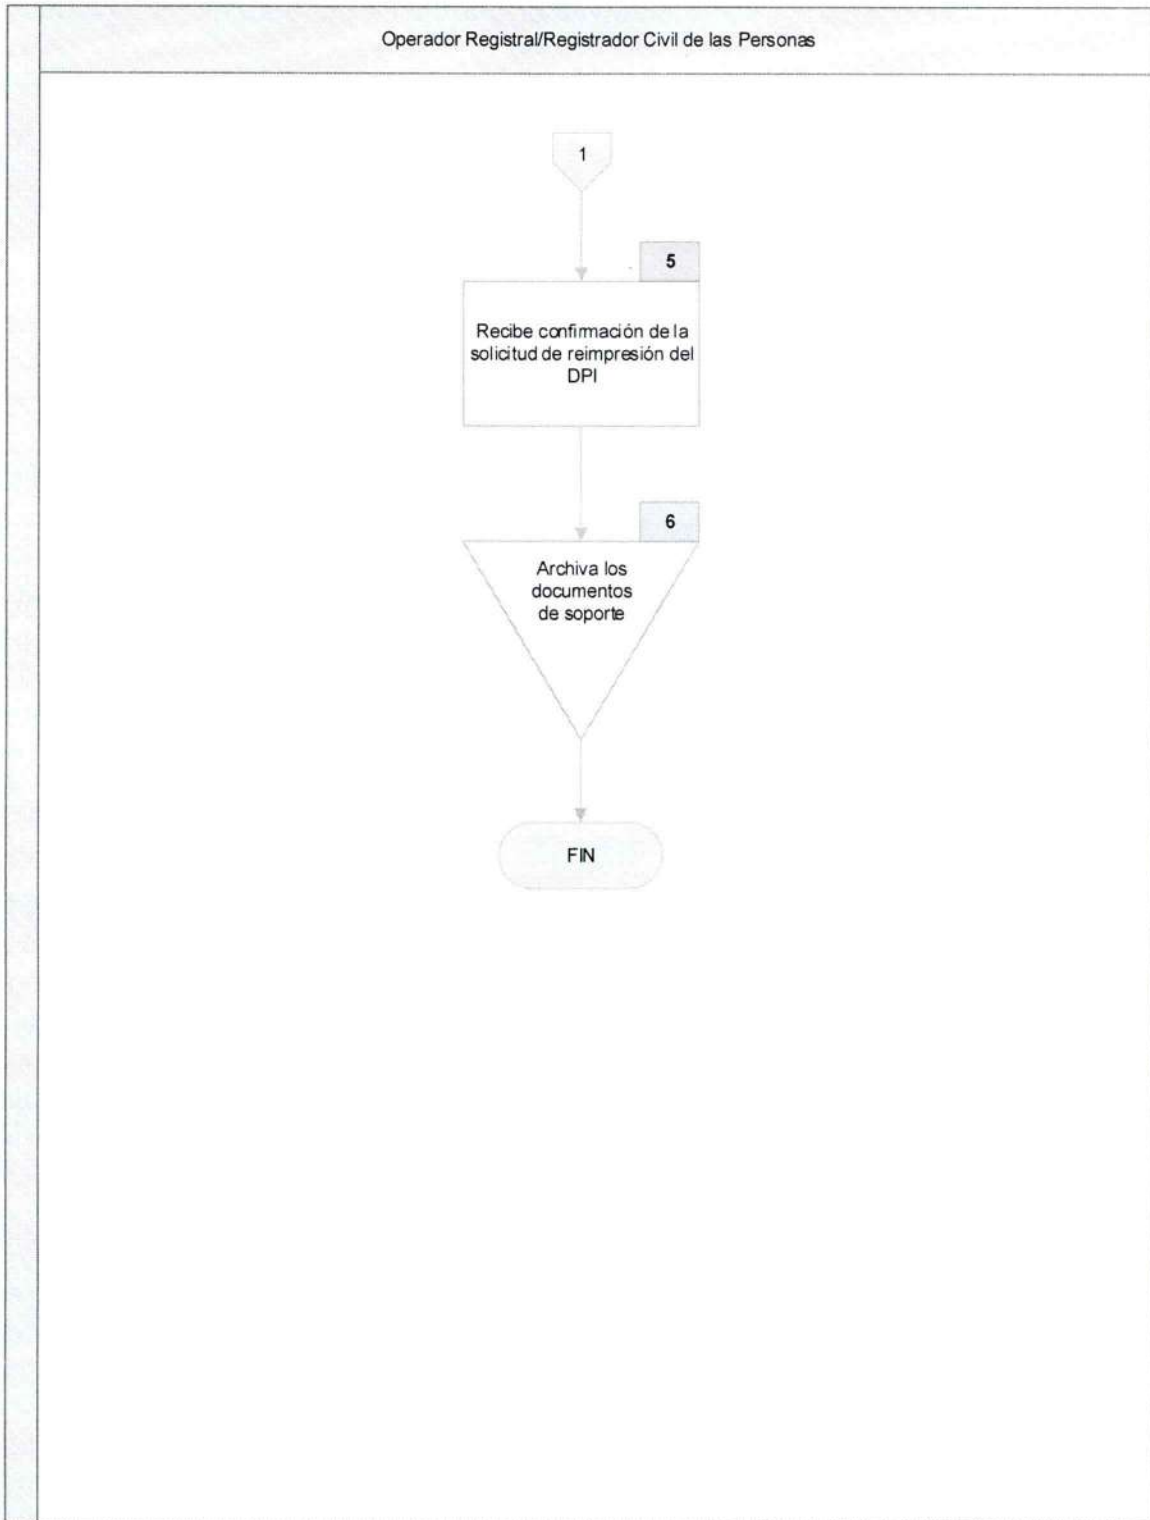 Operador Registral/Registrador Civil de las Personas
1
5
Recibe confirmación de la
solicitud de reimpresión del
DPI
6
Archiva los
documentos
de soporte
FIN